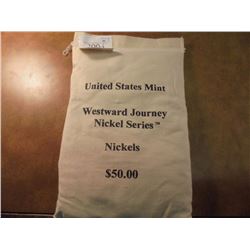 United States Mint
Westward Journey
Nickel Series™
Nickels
$50.00